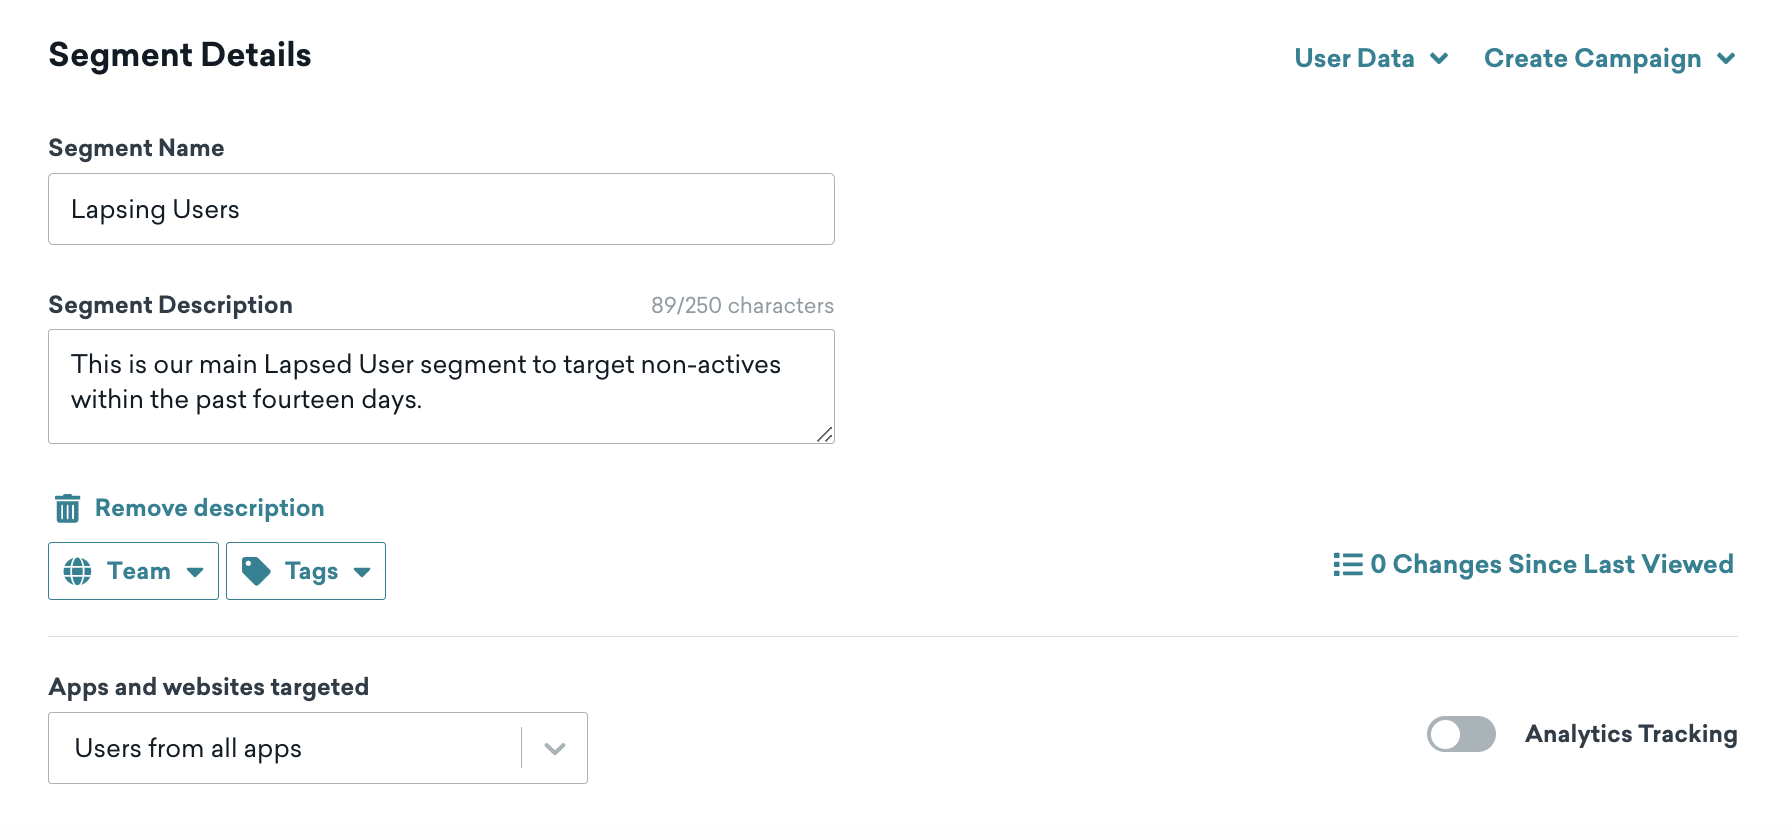 Segment Details
User Data
Create Campaign
Segment Name
Lapsing Users
Segment Description
89/250 characters
This is our main Lapsed User segment to target non-actives
within the past fourteen days.
Remove description
Team
Tags
0 Changes Since Last Viewed
Apps and websites targeted
Users from all apps
Analytics Tracking